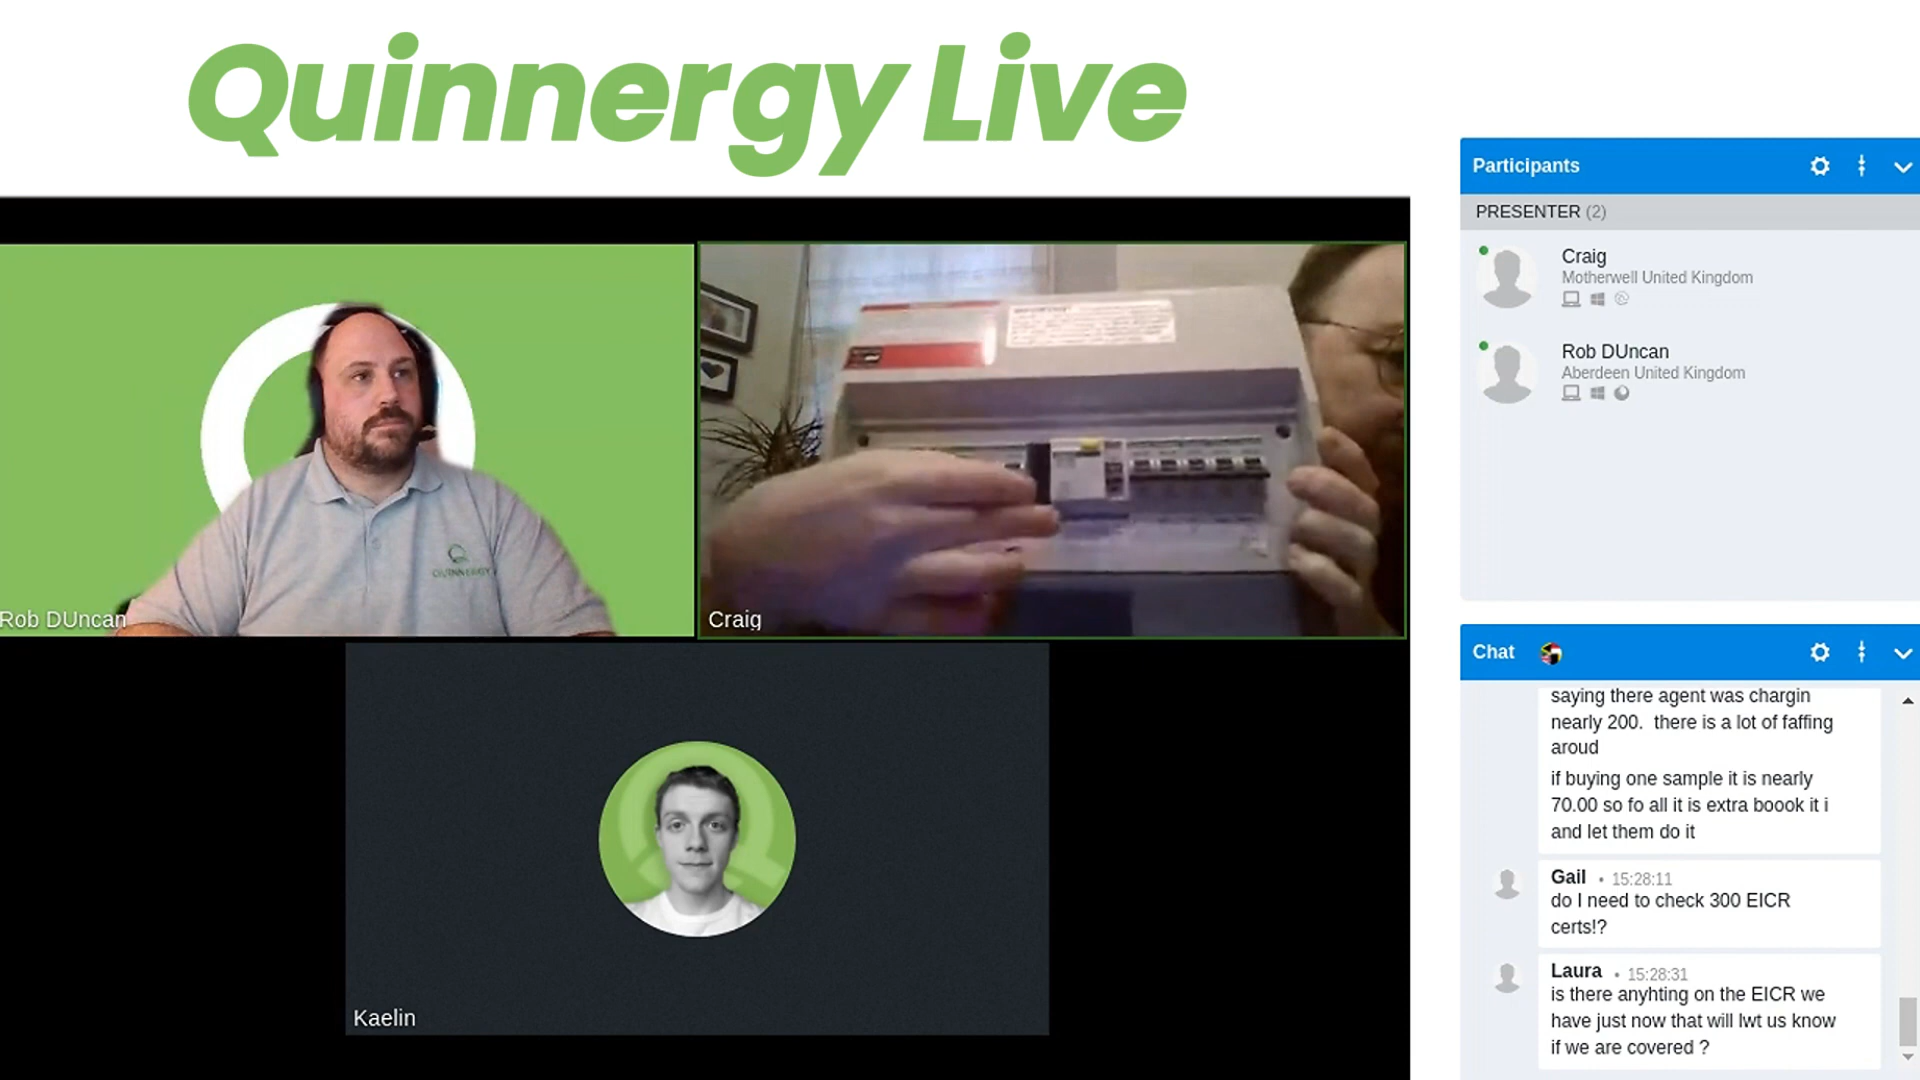 Quinnergy Live
Rob DUncan
QUINNERGY
Craig
Kaelin
Participants
PRESENTER (2)
Craig
Motherwell United Kingdom
Rob DUncan
Aberdeen United Kingdom
Chat
saying there agent was chargin
nearly 200.  there is a lot of faffing
aroud
if buying one sample it is nearly
70.00 so fo all it is extra boook it i
and let them do it
Gail • 15:28:11
do I need to check 300 EICR
certs!?
Laura • 15:28:31
is there anyhting on the EICR we
have just now that will lwt us know
if we are covered ?